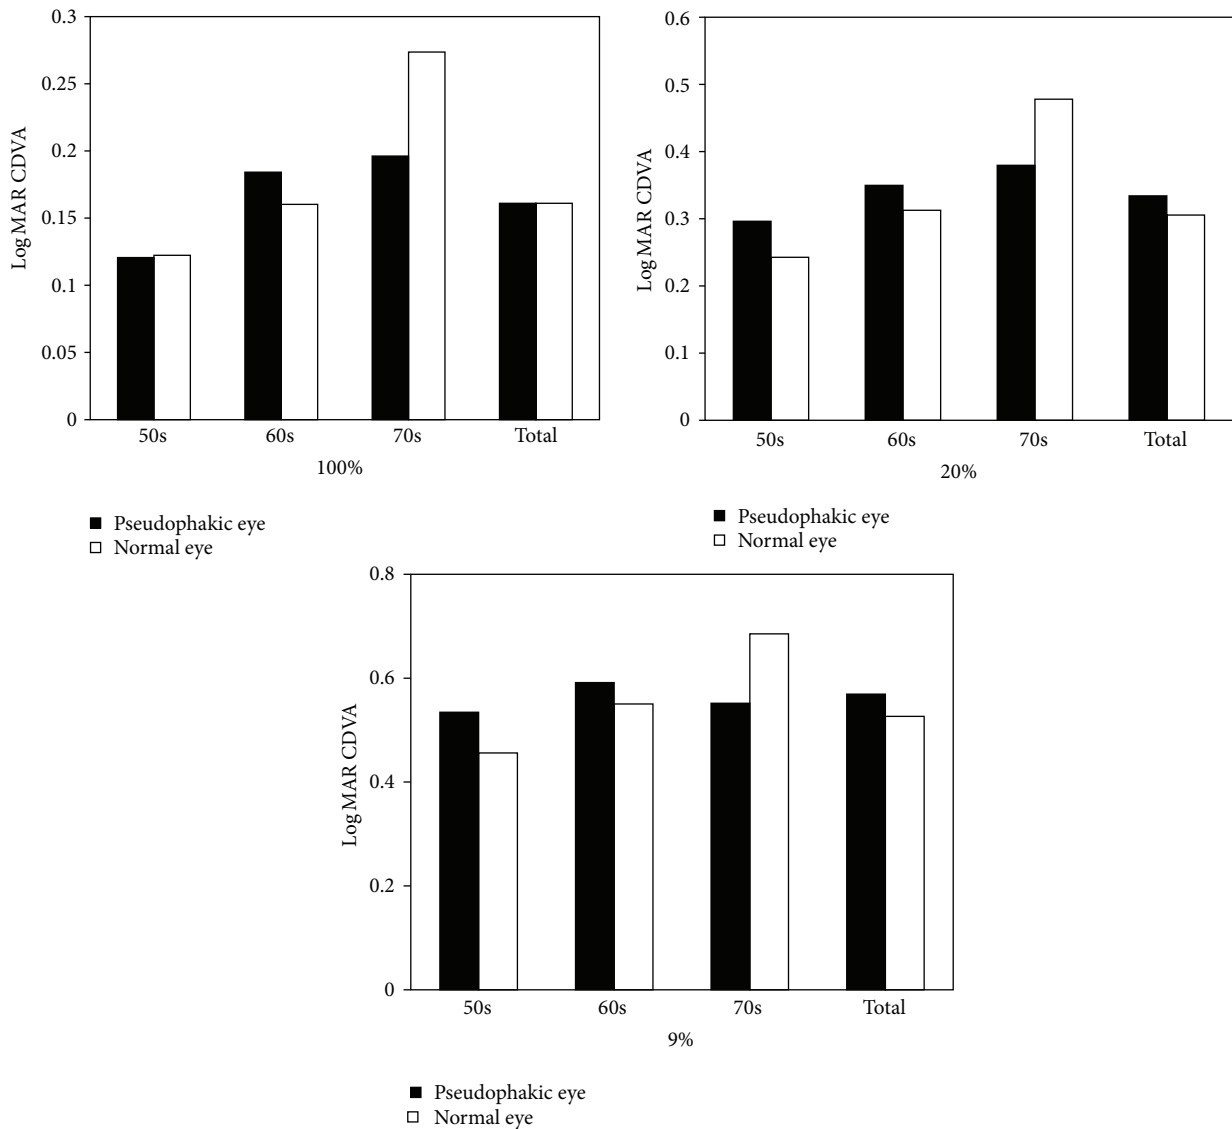 0.3
0.25
0.2
0.15
0.1
0.05
0
Log MAR CDVA
50s 60s 70s Total
100%
Pseudophakic eye
Normal eye
0.6
0.5
0.4
0.3
0.2
0.1
0
Log MAR CDVA
50s 60s 70s Total
20%
Pseudophakic eye
Normal eye
0.8
0.6
0.4
0.2
0
Log MAR CDVA
50s 60s 70s Total
9%
Pseudophakic eye
Normal eye